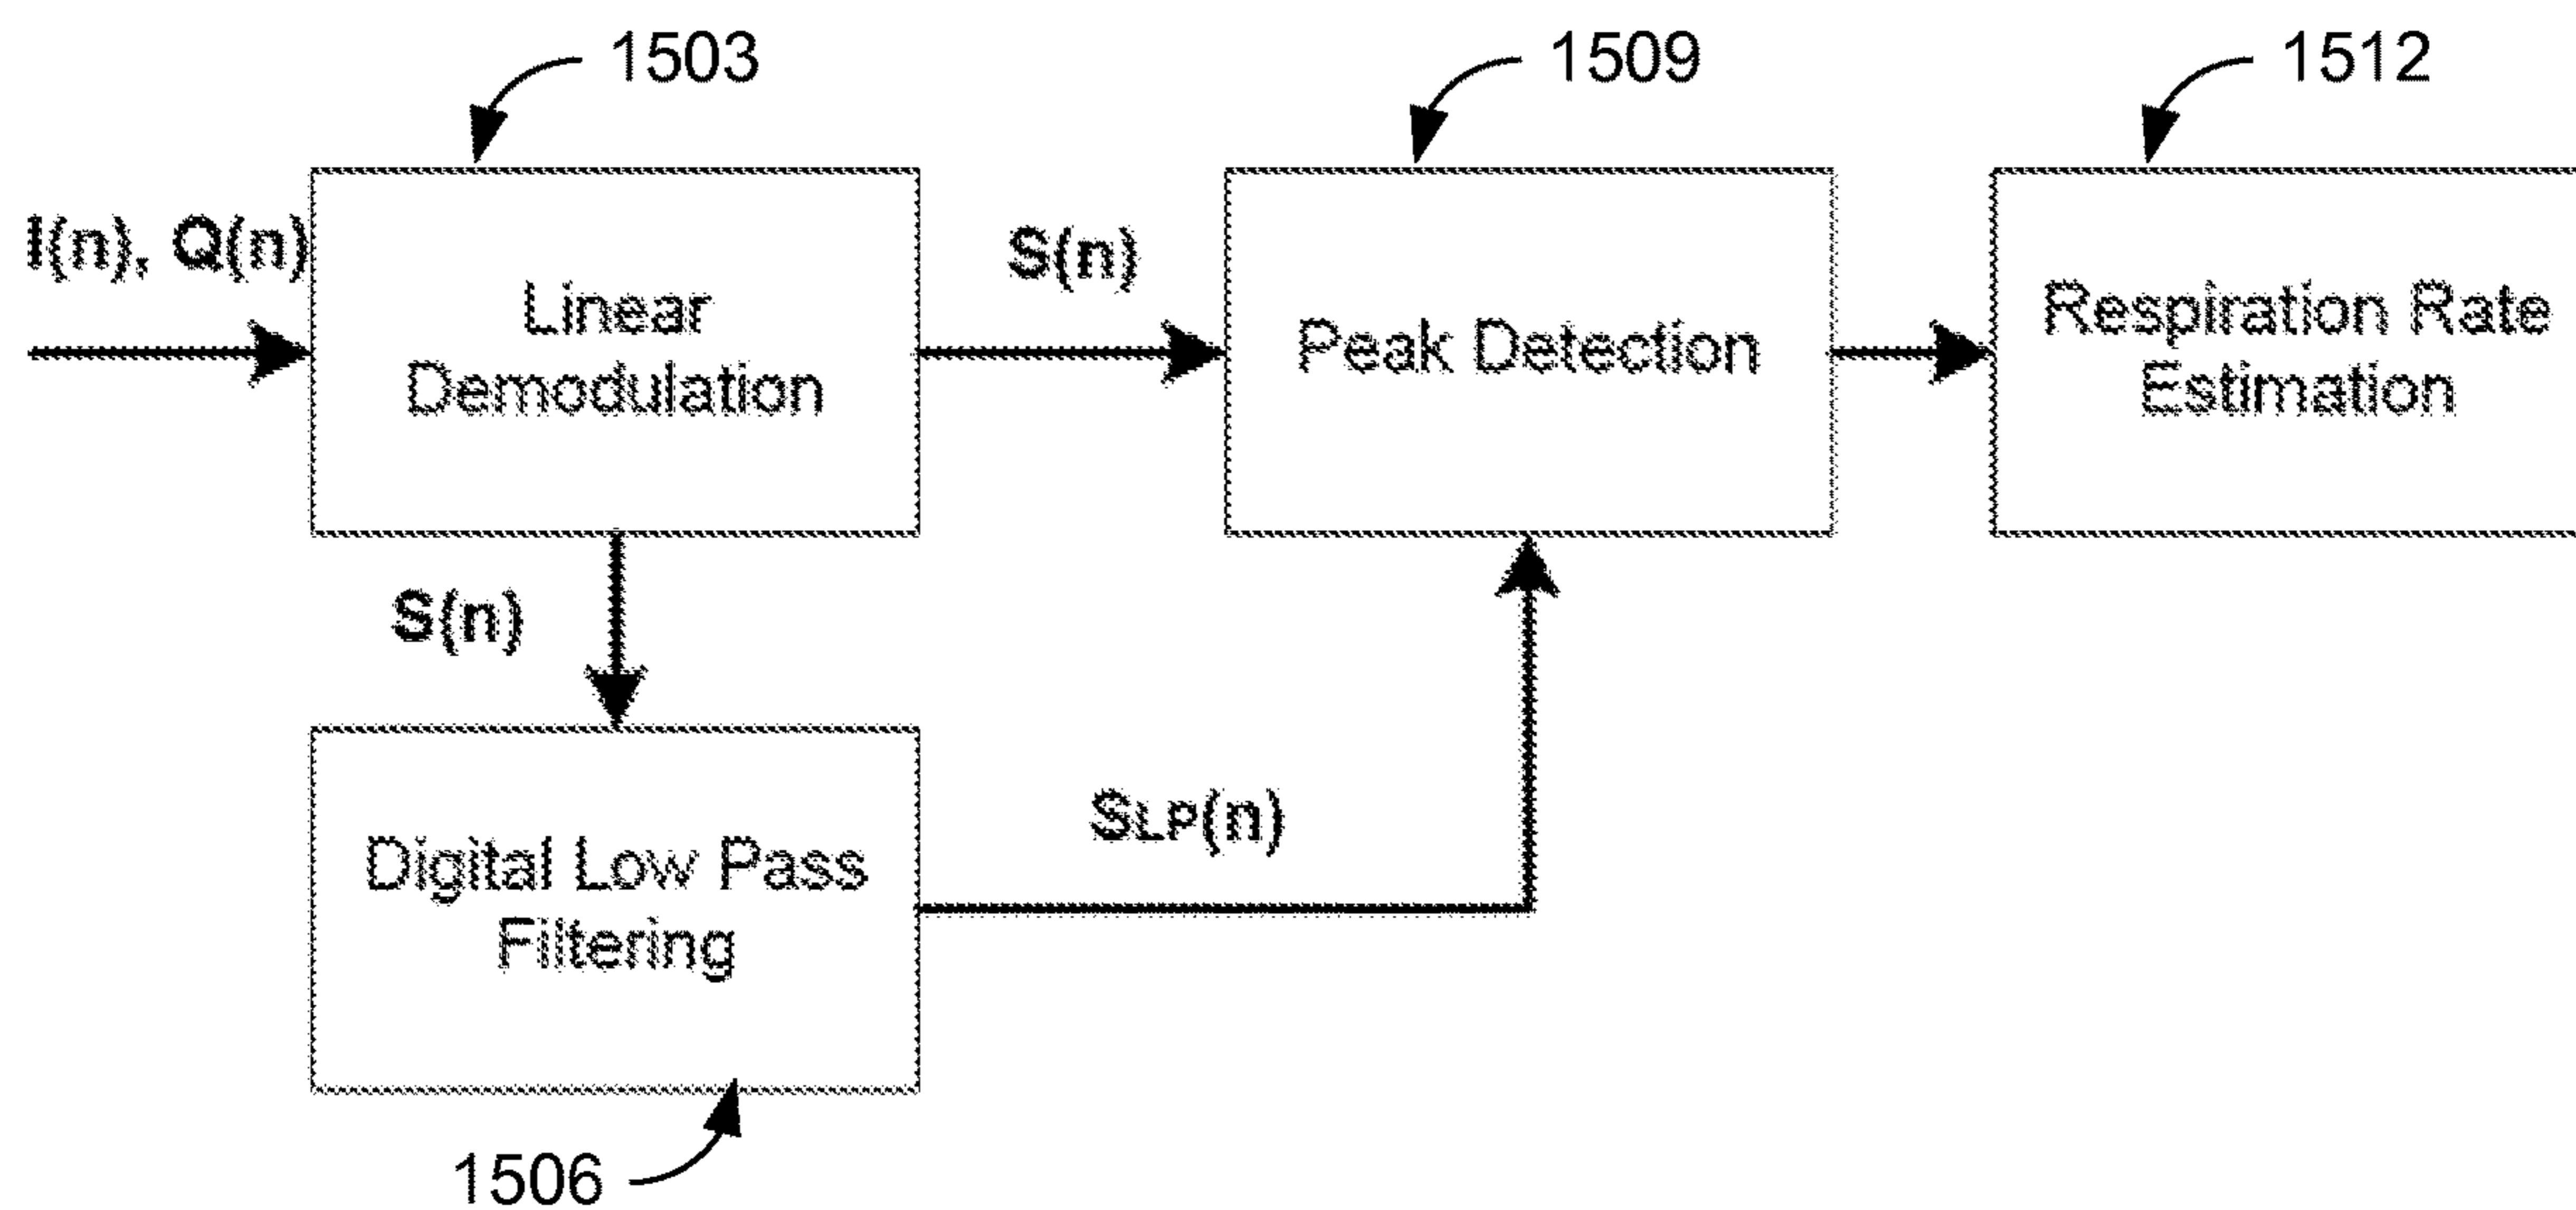 1503
1509
1512
I(n), Q(n)
Linear
Demodulation
S(n)
Peak Detection
Respiration Rate
Estimation
S(n)
Digital Low Pass
Filtering
SLP(n)
1506